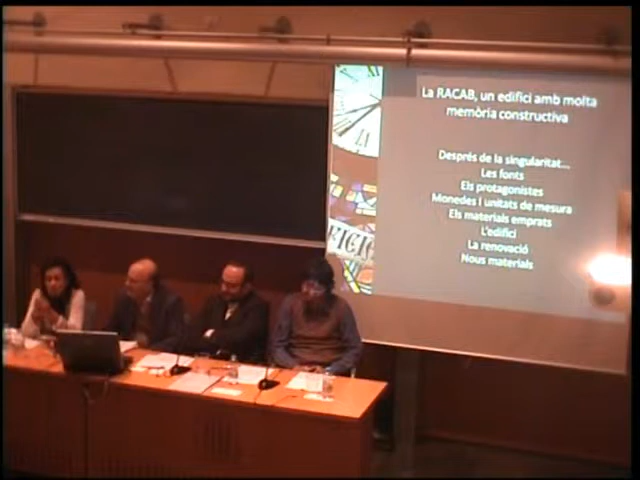 La RACAB, un edifici amb molta
memòria constructiva
Després de la singularitat...
Les fonts
Els protagonistes
Monedes i unitats de mesura
Els materials emprats
L'edifici
La renovació
Nous materials